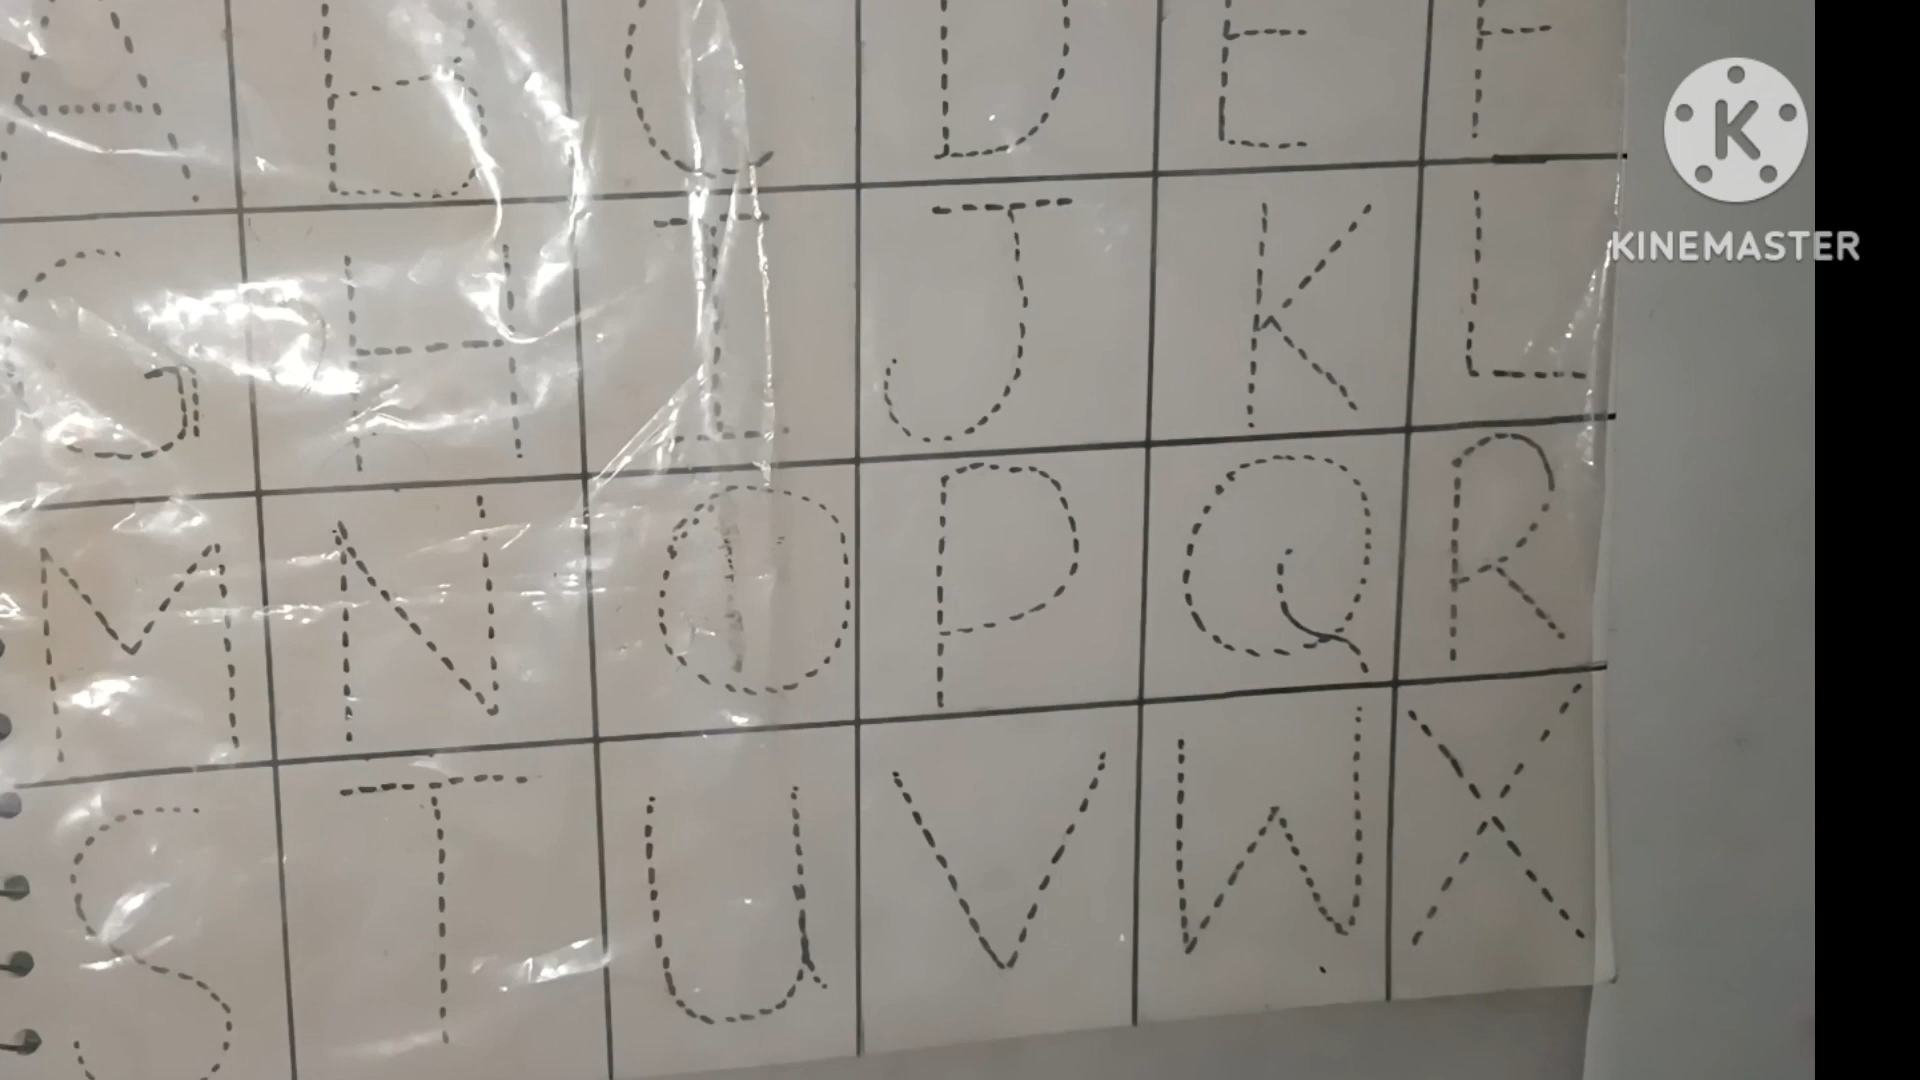 A B C D E F
G H I J K L
M N O P Q R
S T U V W X
K
KINEMASTER